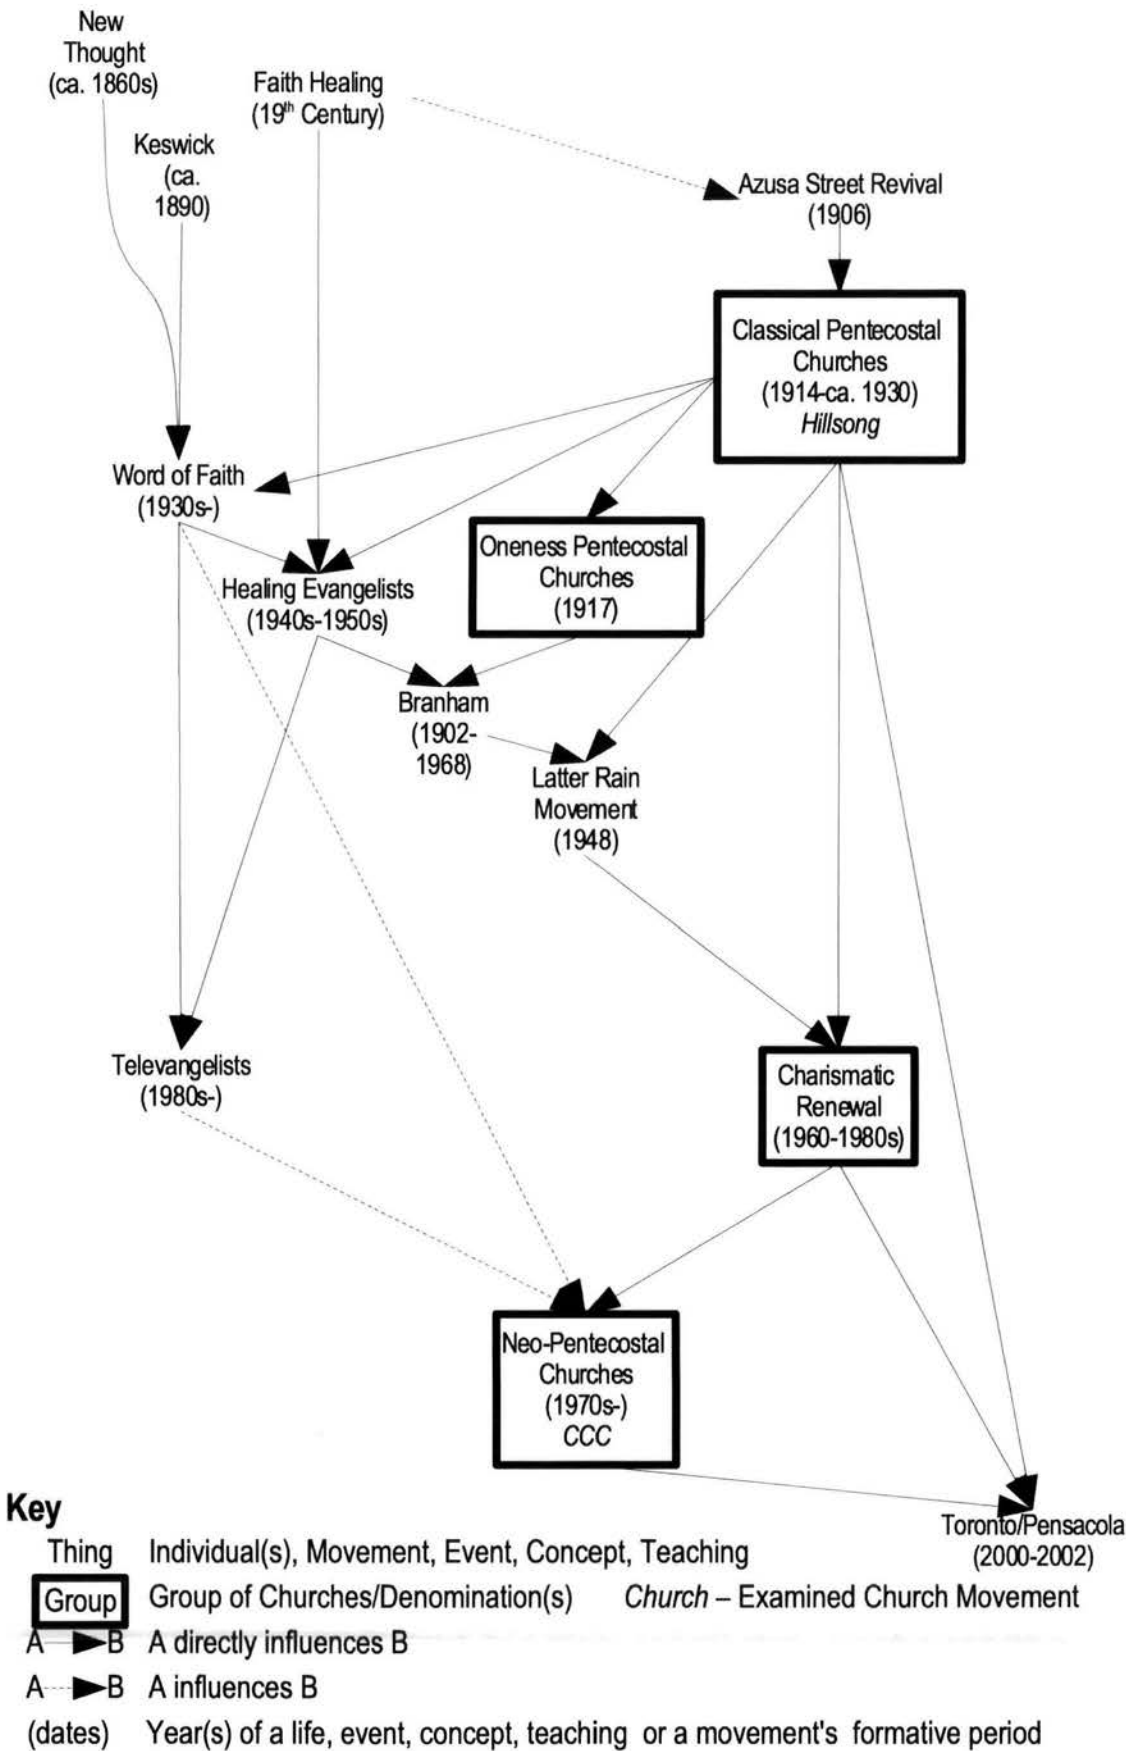 New
Thought
(ca. 1860s)
Faith Healing
(19th Century)
Keswick
(ca.
1890)
Azusa Street Revival
(1906)
Classical Pentecostal
Churches
(1914-ca. 1930)
Hillsong
Word of Faith
(1930s-)
Oneness Pentecostal
Churches
(1917)
Healing Evangelists
(1940s-1950s)
Branham
(1902-
1968)
Latter Rain
Movement
(1948)
Televangelists
(1980s-)
Charismatic
Renewal
(1960-1980s)
Neo-Pentecostal
Churches
(1970s-)
CCC
Toronto/Pensacola
(2000-2002)
Key
Thing Individual(s), Movement, Event, Concept, Teaching
Group Group of Churches/Denomination(s) Church – Examined Church Movement
A B A directly influences B
A B A influences B
(dates) Year(s) of a life, event, concept, teaching or a movement's formative period